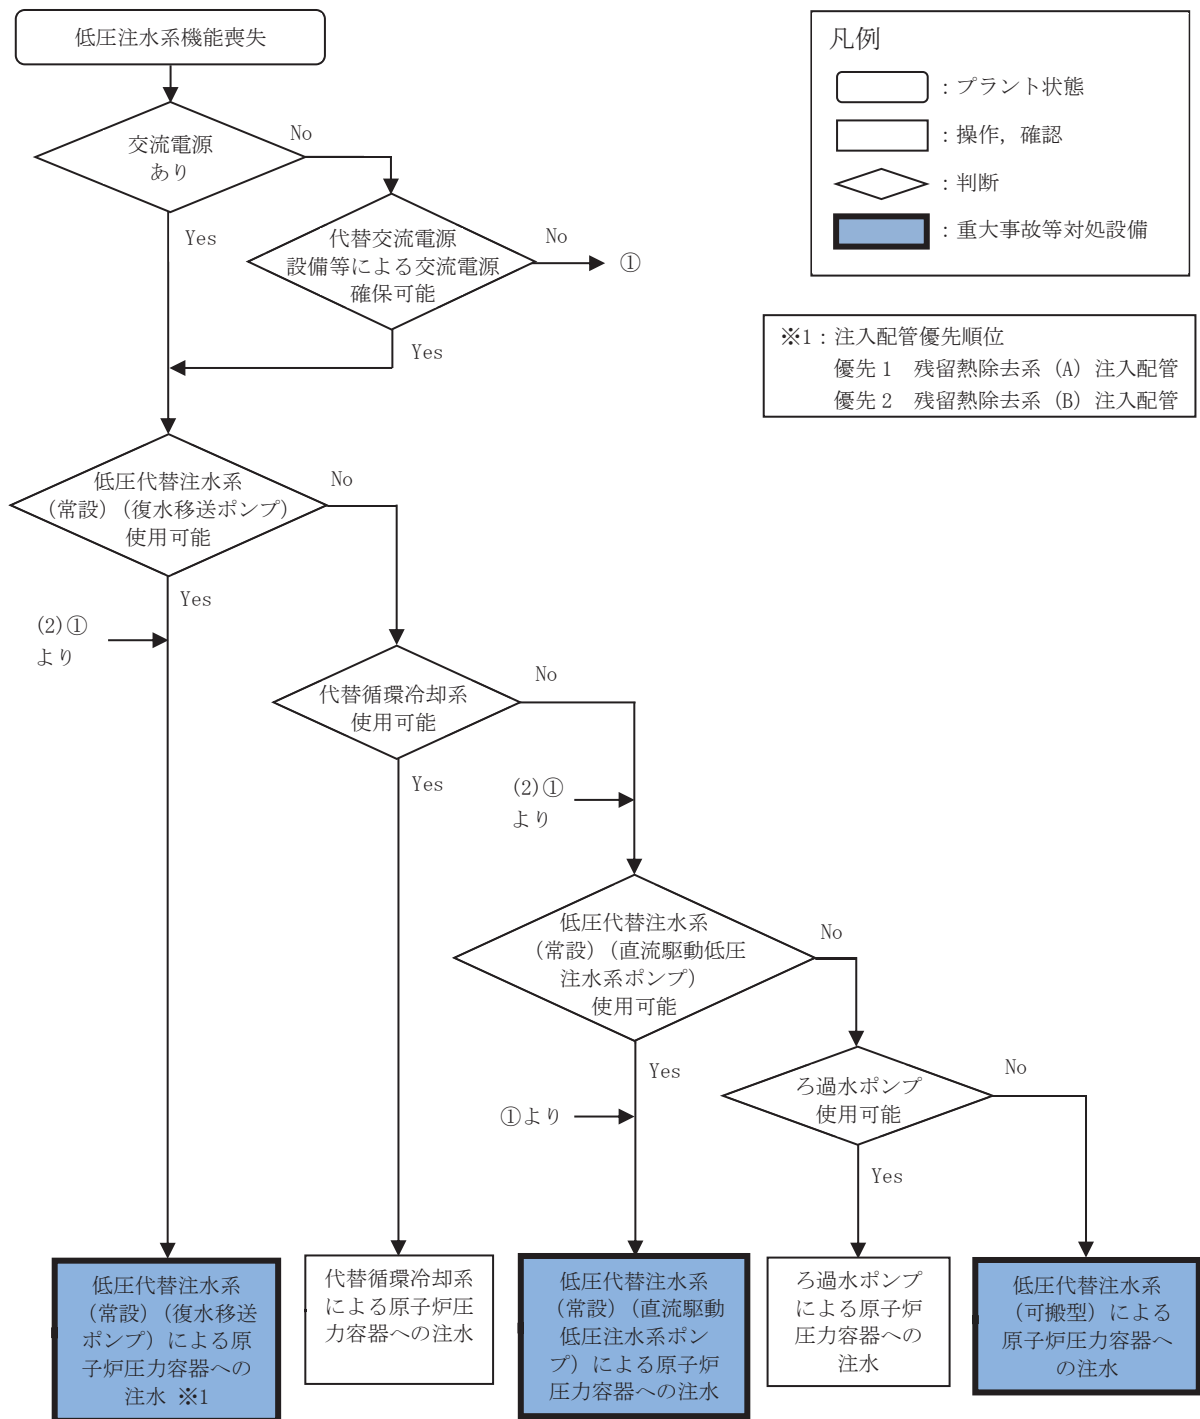 低圧注水系機能喪失
交流電源
あり
No
Yes
代替交流電源
設備等による交流電源
確保可能
No
①
Yes
凡例
：プラント状態
：操作，確認
：判断
：重大事故等対処設備
※1：注入配管優先順位
優先1　残留熱除去系（A）注入配管
優先2　残留熱除去系（B）注入配管
低圧代替注水系
（常設）（復水移送ポンプ）
使用可能
No
Yes
(2)①
より
代替循環冷却系
使用可能
No
Yes
(2)①
より
低圧代替注水系
（常設）（直流駆動低圧
注水系ポンプ）
使用可能
No
Yes
①より
ろ過水ポンプ
使用可能
No
Yes
低圧代替注水系
（常設）（復水移送
ポンプ）による原
子炉圧力容器への
注水 ※1
代替循環冷却系
による原子炉圧
力容器への注水
低圧代替注水系
（常設）（直流駆動
低圧注水系ポン
プ）による原子炉
圧力容器への注水
ろ過水ポンプ
による原子炉
圧力容器への
注水
低圧代替注水系
（可搬型）による
原子炉圧力容器へ
の注水